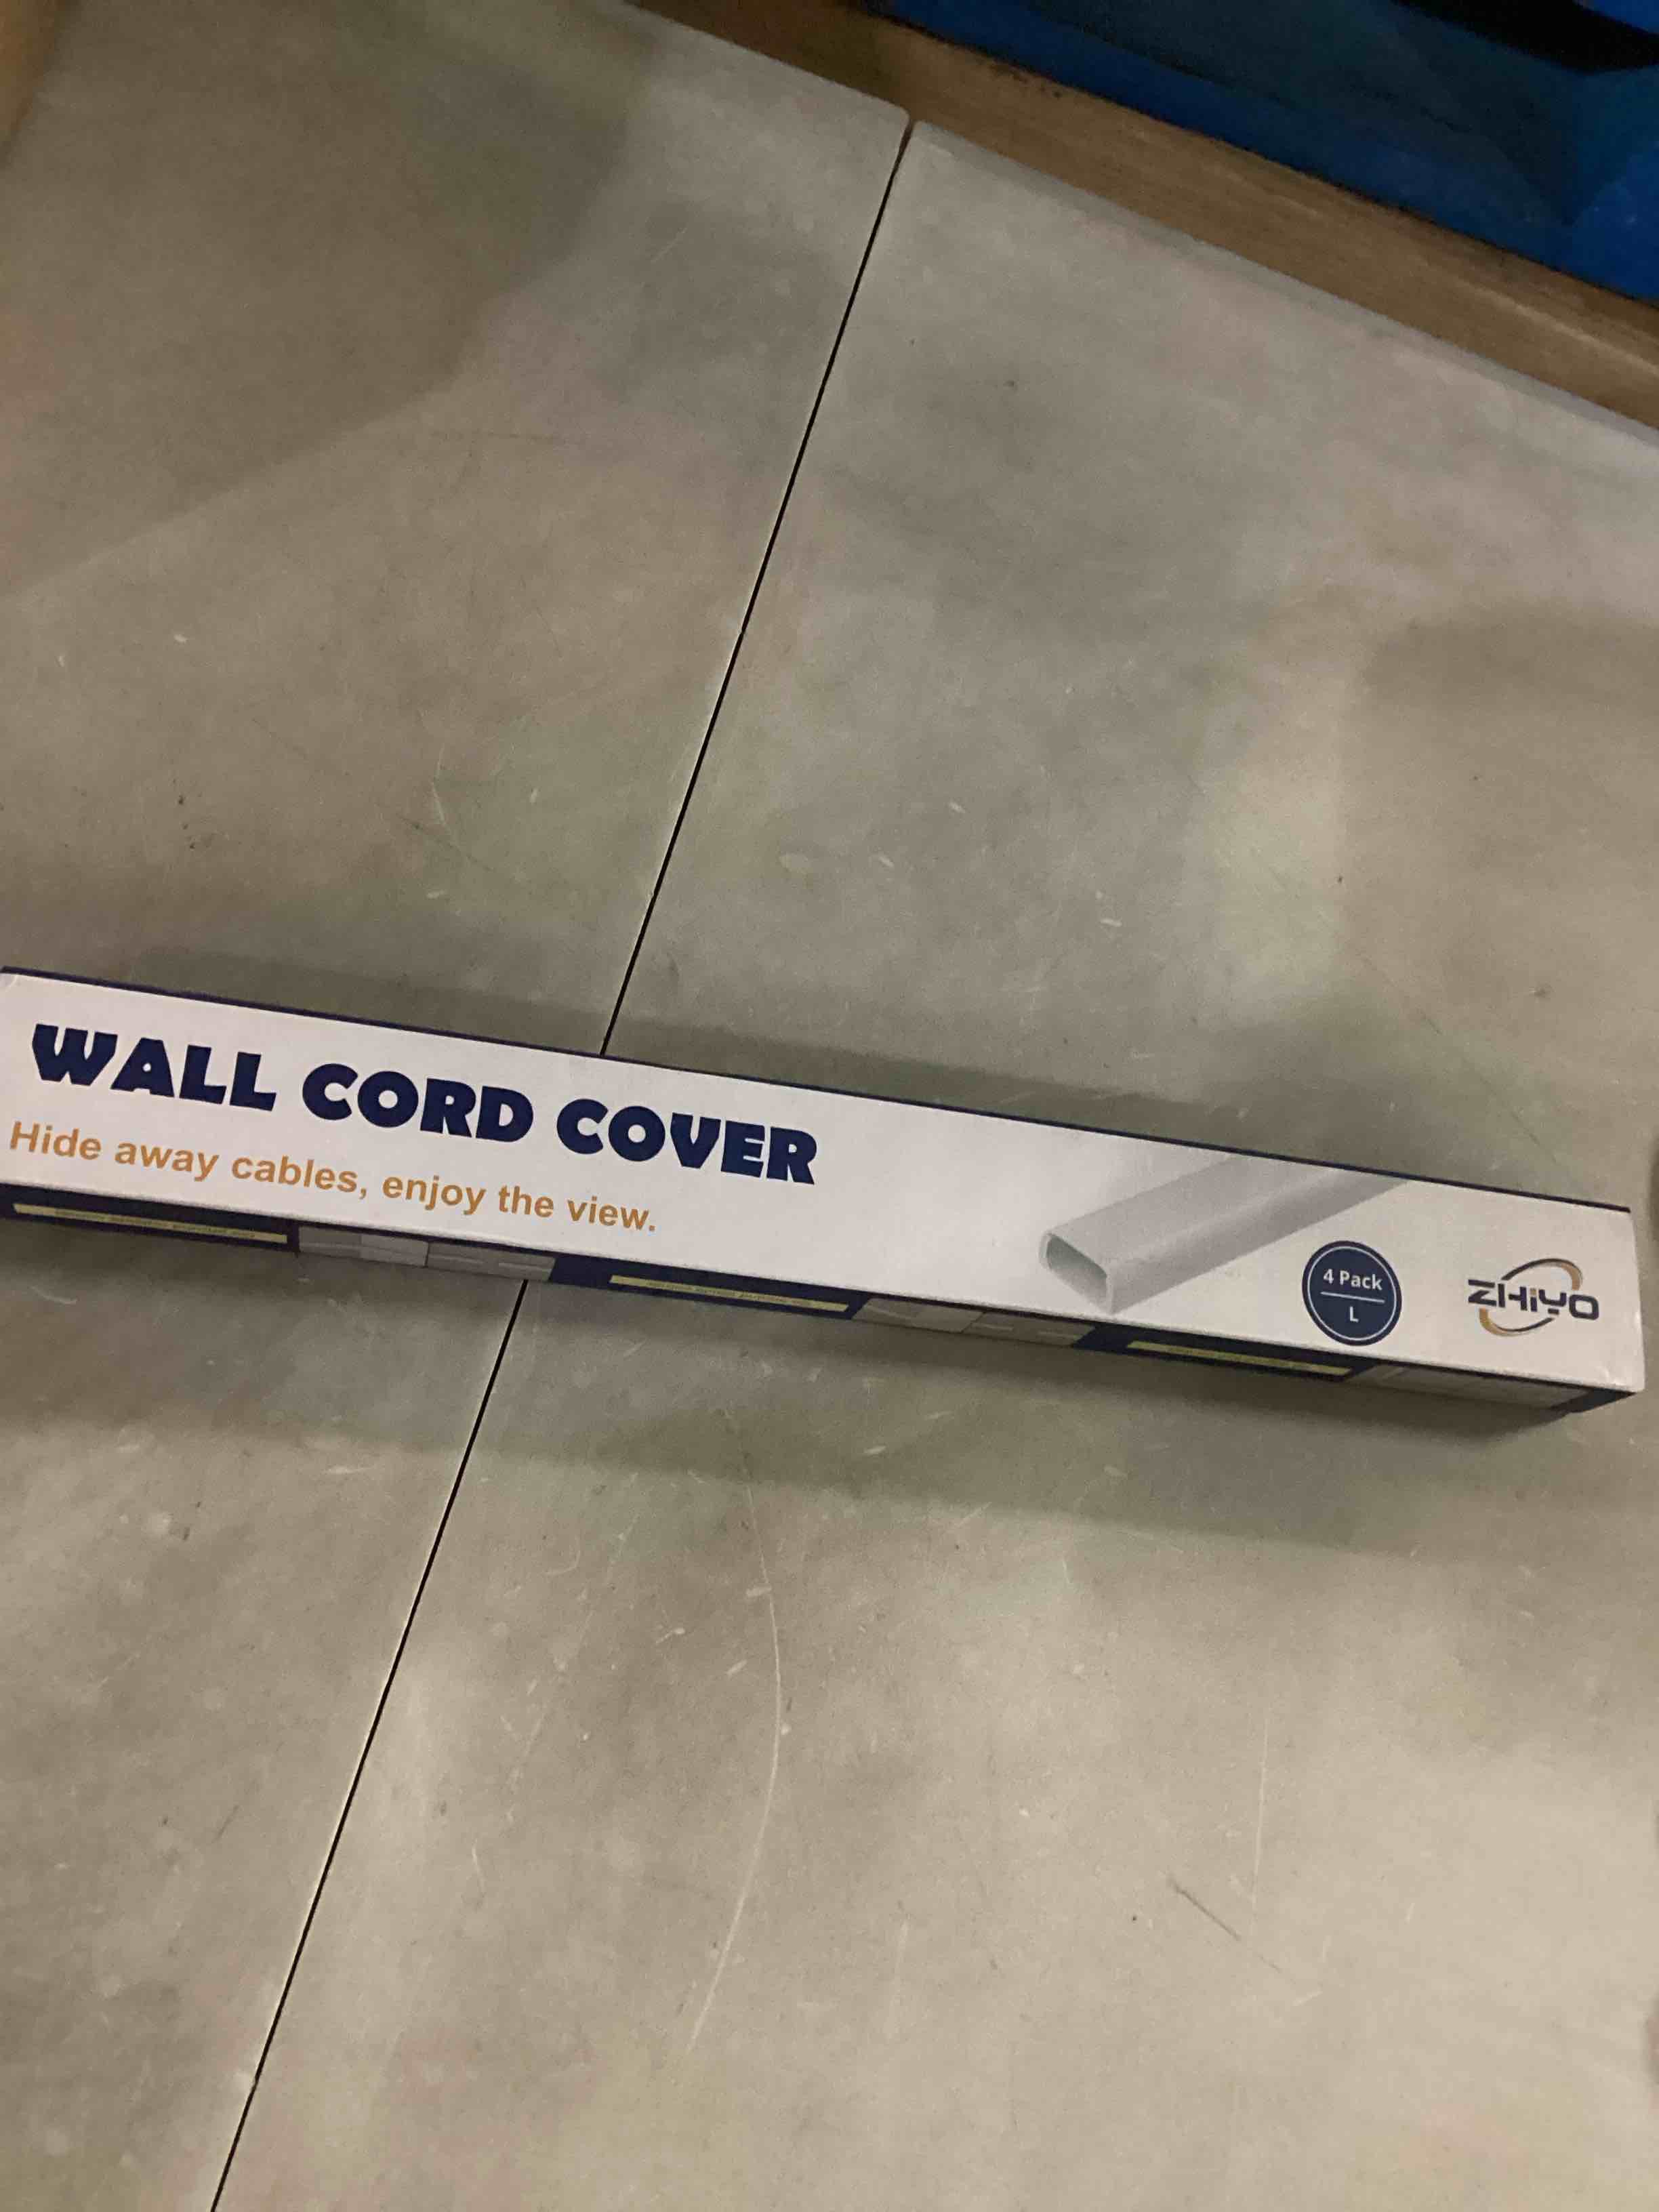 WALL CORD COVER
Hide away cables, enjoy the view.
4 Pack
L
ZHIYO